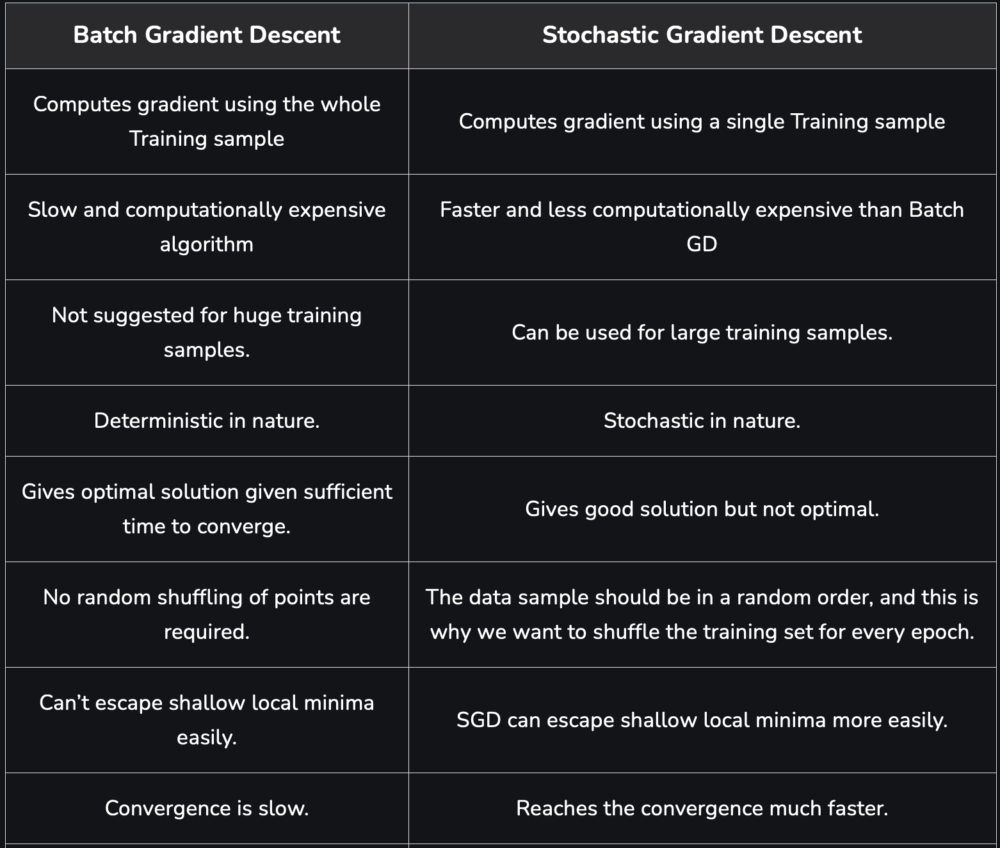 Batch Gradient Descent
Stochastic Gradient Descent
Computes gradient using the whole
Training sample
Computes gradient using a single Training sample
Slow and computationally expensive
algorithm
Faster and less computationally expensive than Batch
GD
Not suggested for huge training
samples.
Can be used for large training samples.
Deterministic in nature.
Stochastic in nature.
Gives optimal solution given sufficient
time to converge.
Gives good solution but not optimal.
No random shuffling of points are
required.
The data sample should be in a random order, and this is
why we want to shuffle the training set for every epoch.
Can’t escape shallow local minima
easily.
SGD can escape shallow local minima more easily.
Convergence is slow.
Reaches the convergence much faster.